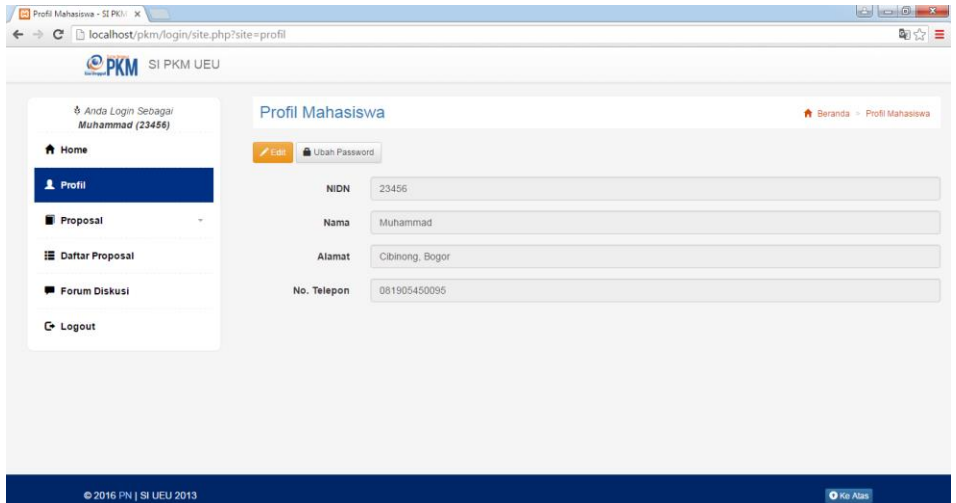 Profil Mahasiswa - SI PKM
localhost/pkm/login/site.php?site=profil
PKM SI PKM UEU
Anda Login Sebagai
Muhammad (23456)
Home
Profil
Proposal
Daftar Proposal
Forum Diskusi
Logout
Profil Mahasiswa
Beranda Profil Mahasiswa
Edit Ubah Password
NIDN 23456
Nama Muhammad
Alamat Cibinong, Bogor
No. Telepon 081905450095
© 2016 PN | SI UEU 2013
Ke Atas